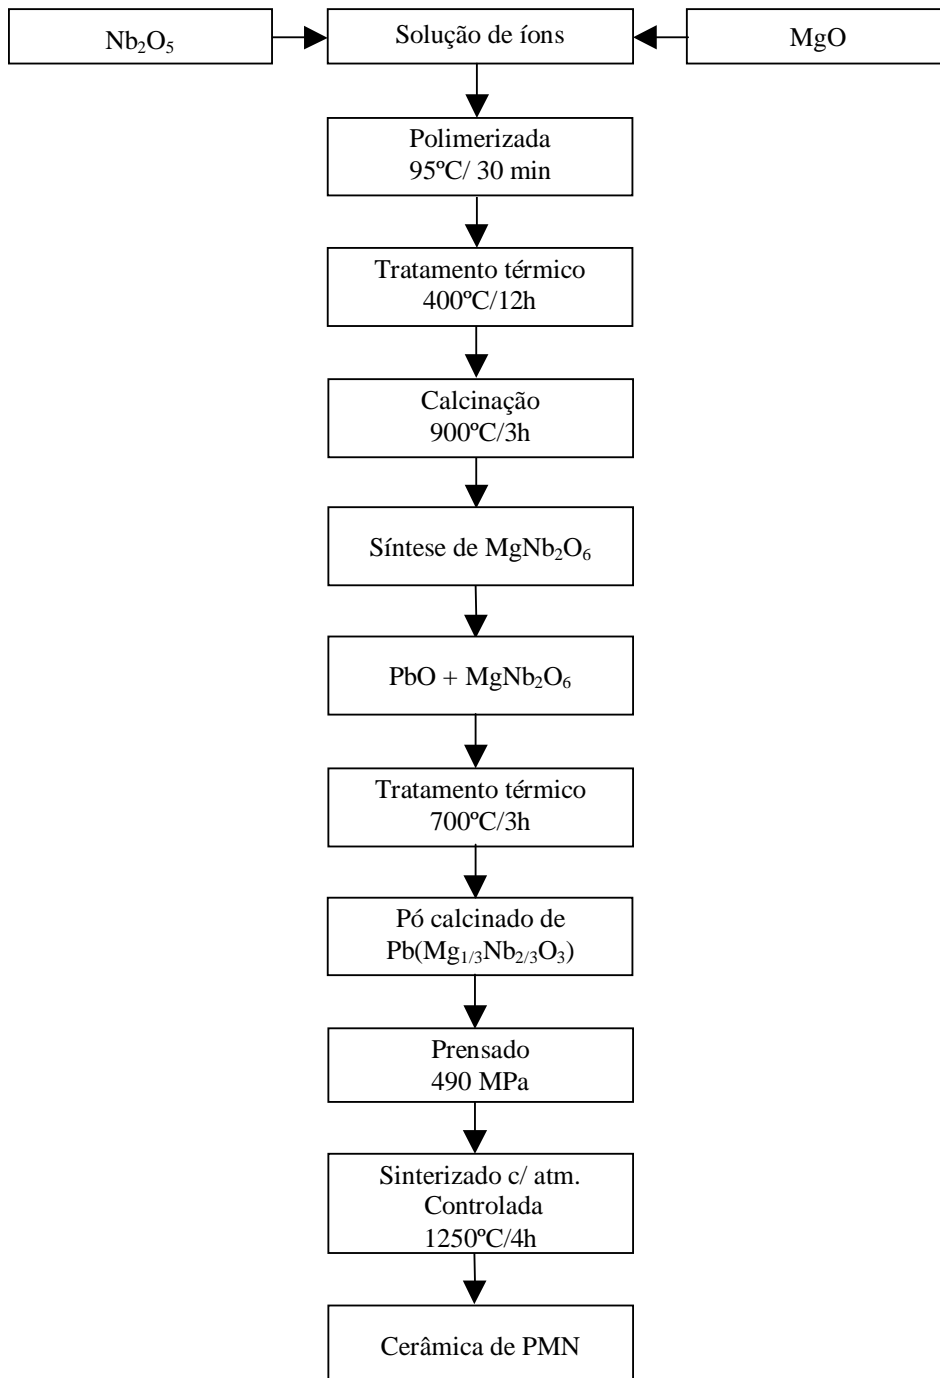 Nb₂O₅
Solução de íons
MgO
Polimerizada
95ºC/ 30 min
Tratamento térmico
400ºC/12h
Calcinação
900ºC/3h
Síntese de MgNb₂O₆
PbO + MgNb₂O₆
Tratamento térmico
700ºC/3h
Pó calcinado de
Pb(Mg₁/₃Nb₂/₃O₃)
Prensado
490 MPa
Sinterizado c/ atm.
Controlada
1250ºC/4h
Cerâmica de PMN